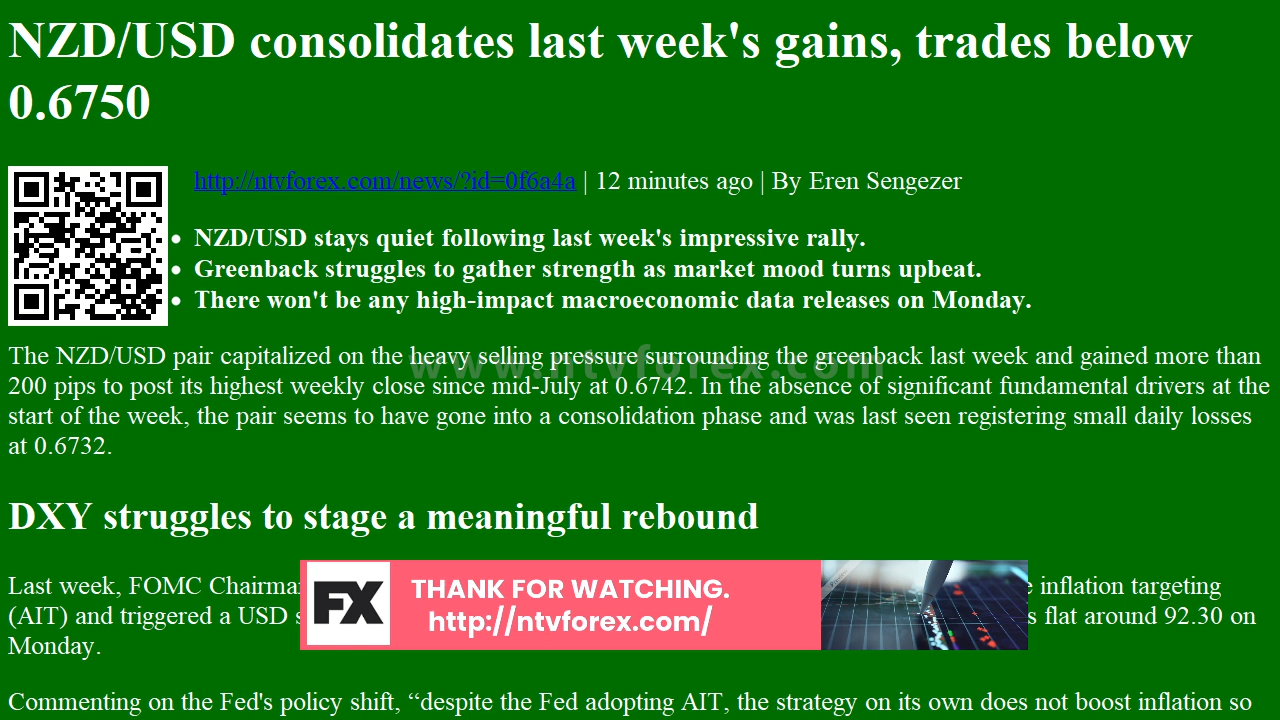 NZD/USD consolidates last week's gains, trades below
0.6750
http://ntvforex.com/news/?id=0f6a4a | 12 minutes ago | By Eren Sengezer
NZD/USD stays quiet following last week's impressive rally.
Greenback struggles to gather strength as market mood turns upbeat.
There won't be any high-impact macroeconomic data releases on Monday.
The NZD/USD pair capitalized on the heavy selling pressure surrounding the greenback last week and gained more than
www.ntvforex.com
200 pips to post its highest weekly close since mid-July at 0.6742. In the absence of significant fundamental drivers at the
start of the week, the pair seems to have gone into a consolidation phase and was last seen registering small daily losses
at 0.6732.
DXY struggles to stage a meaningful rebound
Last week, FOMC Chairma inflation targeting
(AIT) and triggered a USD s flat around 92.30 on
Monday.
FX
THANK FOR WATCHING.
http://ntvforex.com/
Commenting on the Fed's policy shift, “despite the Fed adopting AIT, the strategy on its own does not boost inflation so